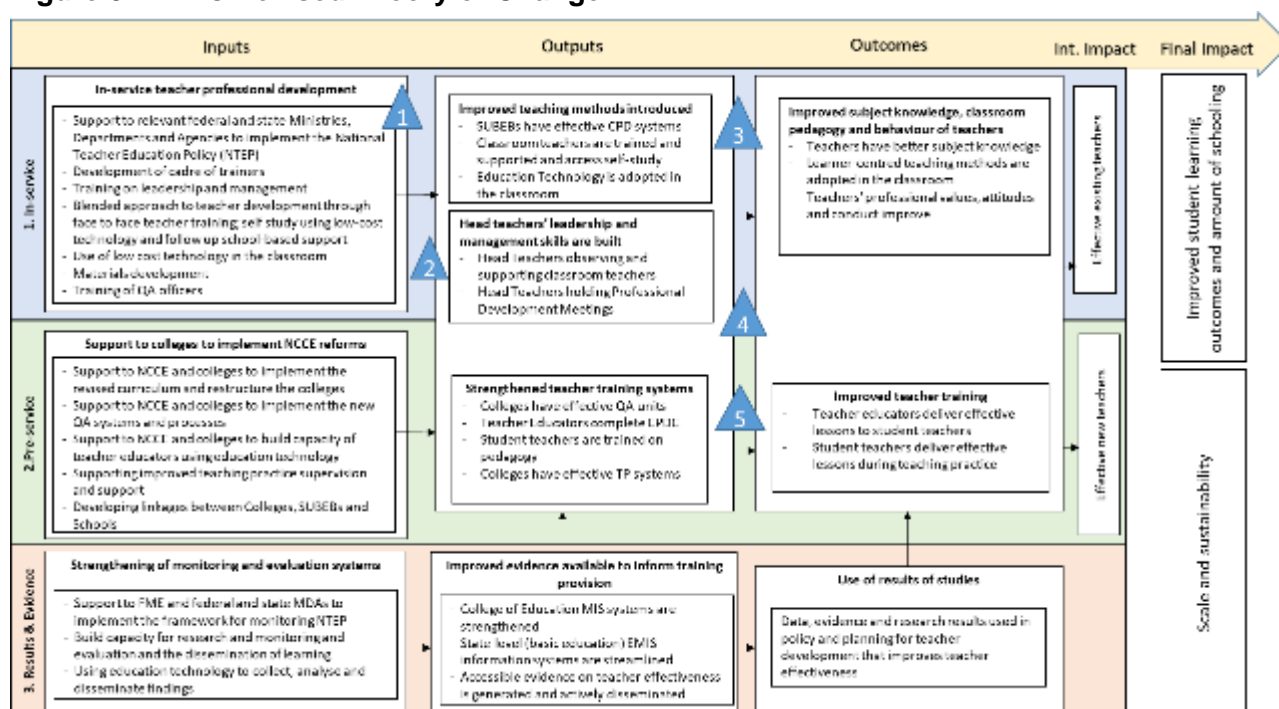 Inputs
Outputs
Outcomes
Int. Impact
Final Impact
1. In-service
In-service teacher professional development
- Support to relevant federal and state Ministries,
Departments and Agencies to implement the National
Teacher Education Policy (NTEP)
- Development of cadre of trainers
- Training on leadership and management
- Blended approach to teacher development through
face to face teacher training; self study using low-cost
technology and follow up school-based support
- Use of low cost technology in the classroom
- Materials development
- Training of QA officers
1
2
Improved teaching methods introduced
- SUBEBs have effective CPD systems
- Classroom teachers are trained and
supported and access self-study
- Education Technology is adopted in
the classroom
Head teachers' leadership and
management skills are built
- Head Teachers observing and
supporting classroom teachers
Head Teachers holding Professional
Development Meetings
3
4
Improved subject knowledge, classroom
pedagogy and behaviour of teachers
- Teachers have better subject knowledge
- Learner-centred teaching methods are
adopted in the classroom
Teachers' professional values, attitudes
and conduct improve
Effective existing teachers
Improved student learning
outcomes and amount of schooling
2.Pre-service
Support to colleges to implement NCCE reforms
- Support to NCCE and colleges to implement the
revised curriculum and restructure the colleges
- Support to NCCE and colleges to implement the new
QA systems and processes
- Support to NCCE and colleges to build capacity of
teacher educators using education technology
- Supporting improved teaching practice supervision
and support
- Developing linkages between Colleges, SUBEBs and
Schools
Strengthened teacher training systems
- Colleges have effective QA units
- Teacher Educators complete
- Student teachers are trained on
pedagogy
- Colleges have effective TP systems
5
Improved teacher training
- Teacher educators deliver effective
lessons to student teachers
- Student teachers deliver effective
lessons during teaching practice
Effective new teachers
Scale and sustainability
3. Results & Evidence
Strengthening of monitoring and evaluation systems
- Support to FME and federal and state MDAs to
implement the framework for monitoring NTEP
- Build capacity for research and monitoring and
evaluation and the dissemination of learning
- Using education technology to collect, analyse and
disseminate findings
Improved evidence available to inform training
provision
- College of Education MIS systems are
strengthened
State level (basic education) EMIS
information systems are streamlined
- Accessible evidence on teacher effectiveness
is generated and actively disseminated
Use of results of studies
Data, evidence and research results used in
policy and planning for teacher
development that improves teacher
effectiveness